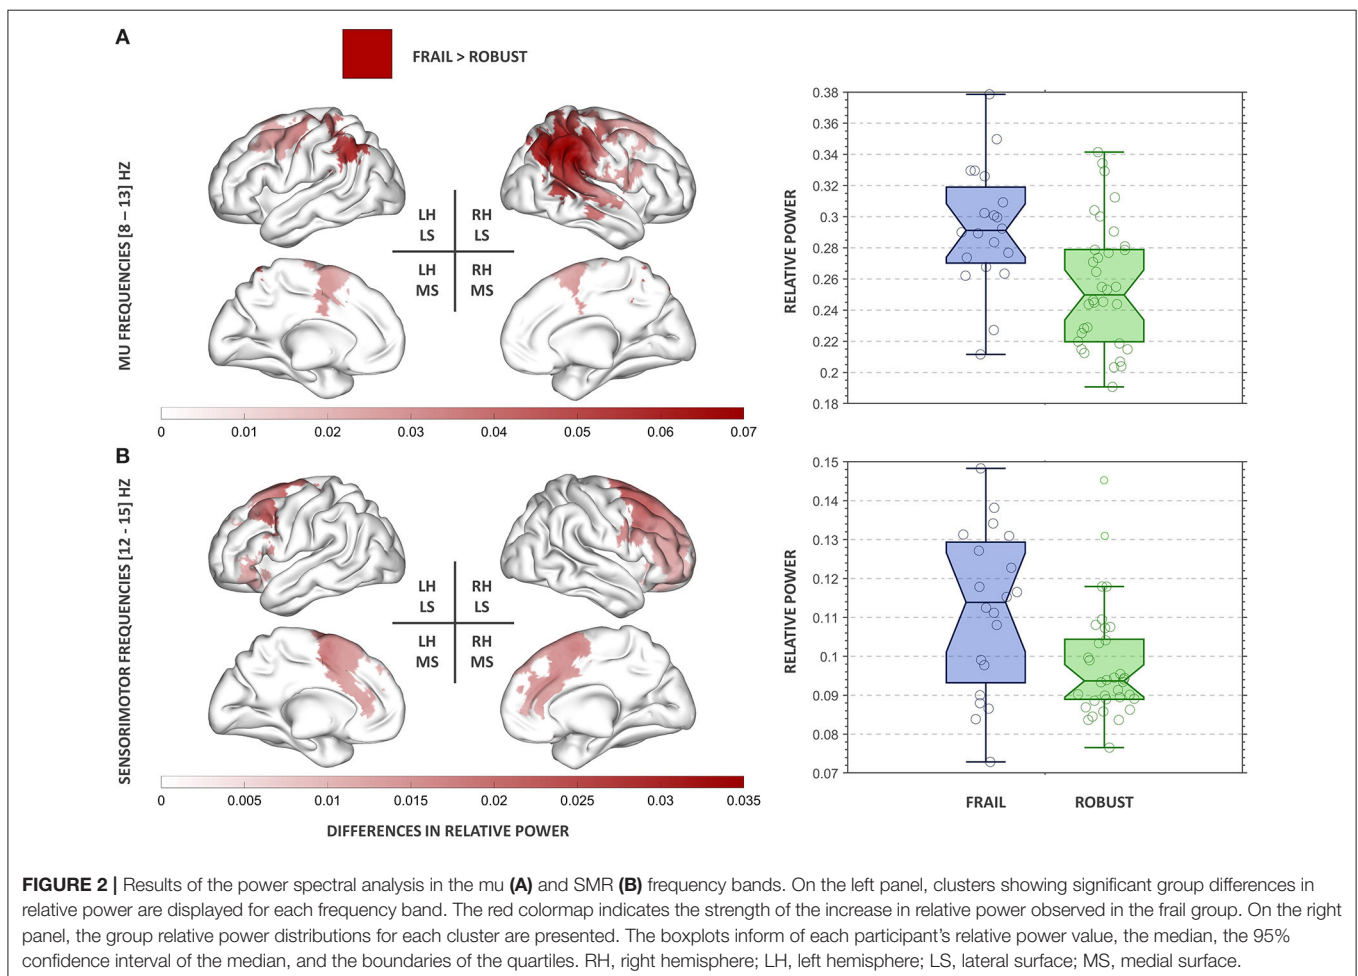 A
FRAIL > ROBUST
MU FREQUENCIES [8 – 13] HZ
LH
LS
RH
LS
LH
MS
RH
MS
0 0.01 0.02 0.03 0.04 0.05 0.06 0.07
RELATIVE POWER
0.38
0.36
0.34
0.32
0.3
0.28
0.26
0.24
0.22
0.2
0.18
B
SENSORIMOTOR FREQUENCIES [12 - 15] HZ
LH
LS
RH
LS
LH
MS
RH
MS
0 0.005 0.01 0.015 0.02 0.025 0.03 0.035
DIFFERENCES IN RELATIVE POWER
RELATIVE POWER
0.15
0.14
0.13
0.12
0.11
0.1
0.09
0.08
0.07
FRAIL ROBUST
FIGURE 2 | Results of the power spectral analysis in the mu (A) and SMR (B) frequency bands. On the left panel, clusters showing significant group differences in
relative power are displayed for each frequency band. The red colormap indicates the strength of the increase in relative power observed in the frail group. On the right
panel, the group relative power distributions for each cluster are presented. The boxplots inform of each participant's relative power value, the median, the 95%
confidence interval of the median, and the boundaries of the quartiles. RH, right hemisphere; LH, left hemisphere; LS, lateral surface; MS, medial surface.